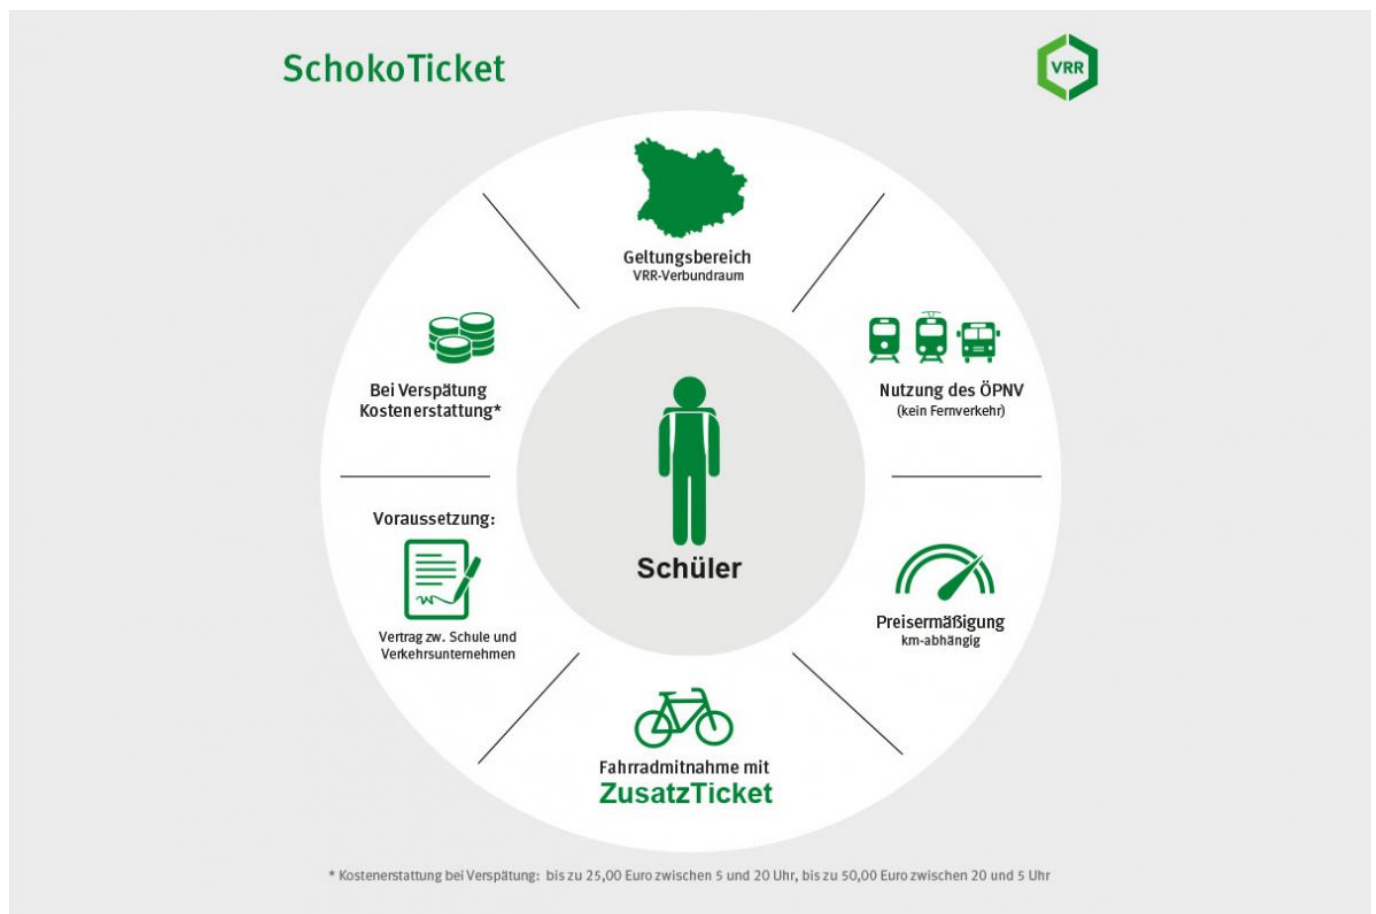 SchokoTicket
VRR
Geltungsbereich
VRR-Verbundraum
Nutzung des ÖPNV
(kein Fernverkehr)
Preisermäßigung
km-abhängig
Fahrradmitnahme mit
ZusatzTicket
Voraussetzung:
Vertrag zw. Schule und
Verkehrsunternehmen
Bei Verspätung
Kostenerstattung*
Schüler
* Kostenerstattung bei Verspätung: bis zu 25,00 Euro zwischen 5 und 20 Uhr, bis zu 50,00 Euro zwischen 20 und 5 Uhr